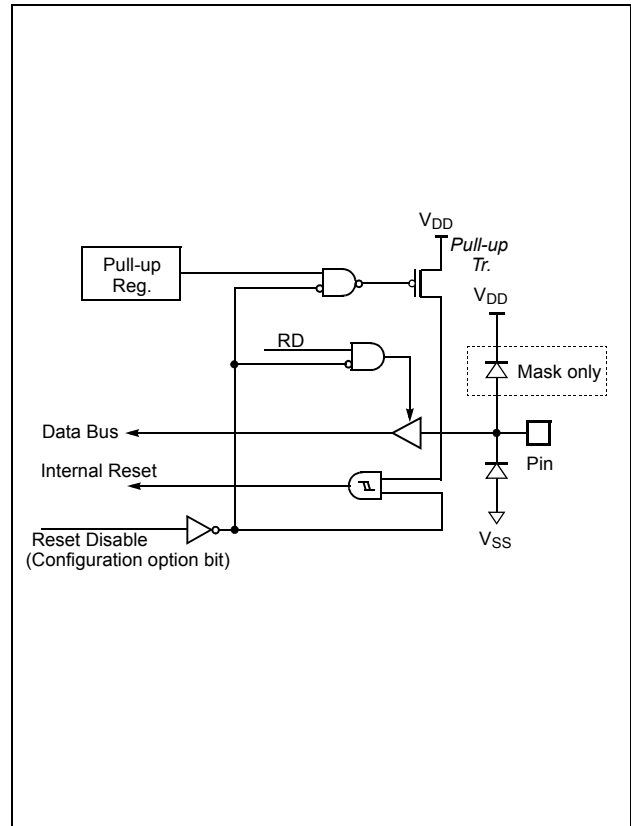 VDD
Pull-up
Tr.
Pull-up
Reg.
VDD
RD
Mask only
Data Bus
Pin
Internal Reset
Reset Disable
(Configuration option bit)
VSS